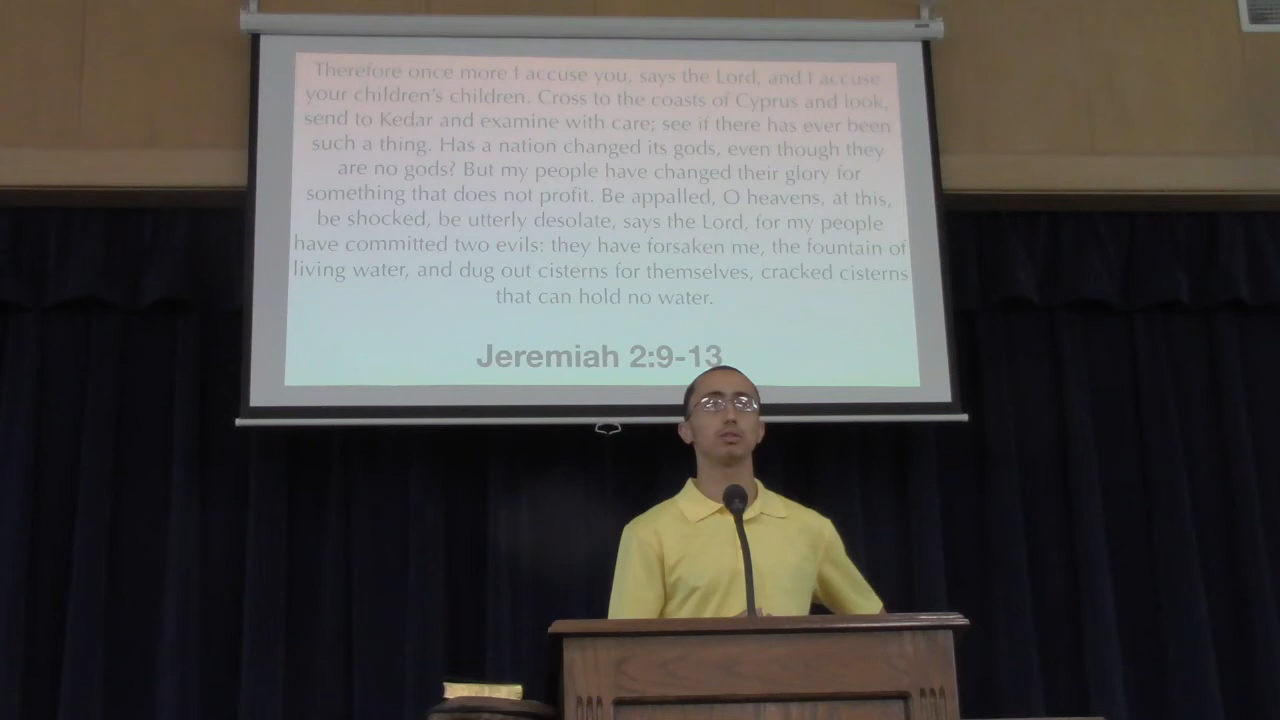 Therefore once more I accuse you, says the Lord, and I accuse
your children's children. Cross to the coasts of Cyprus and look,
send to Kedar and examine with care; see if there has ever been
such a thing. Has a nation changed its gods, even though they
are no gods? But my people have changed their glory for
something that does not profit. Be appalled, O heavens, at this,
be shocked, be utterly desolate, says the Lord, for my people
have committed two evils: they have forsaken me, the fountain of
living water, and dug out cisterns for themselves, cracked cisterns
that can hold no water.
Jeremiah 2:9-13